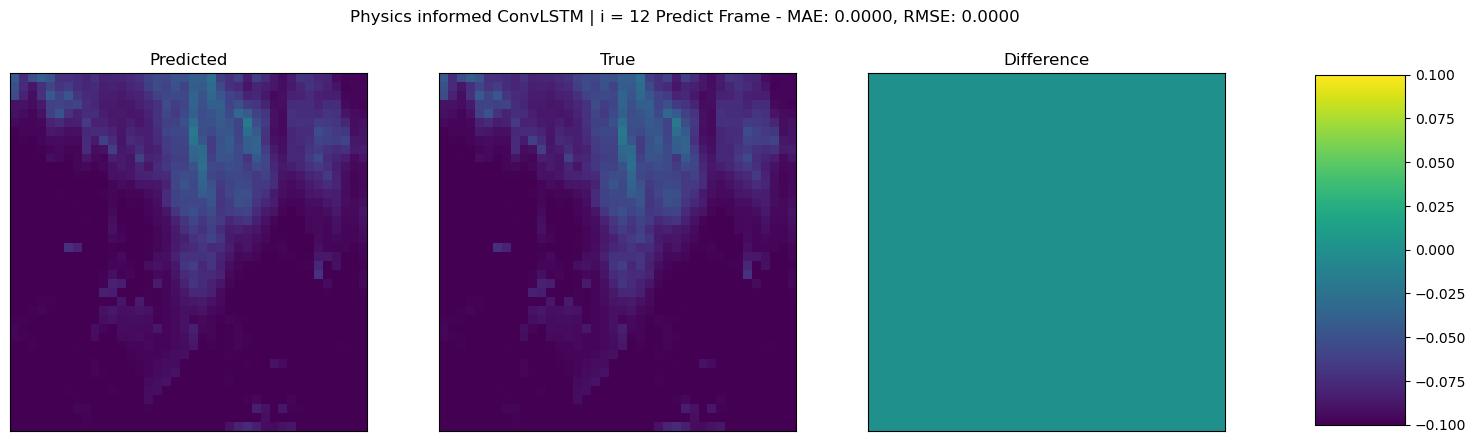 Physics informed ConvLSTM | i = 12 Predict Frame - MAE: 0.0000, RMSE: 0.0000
Predicted
True
Difference
0.100
0.075
0.050
0.025
0.000
−0.025
−0.050
−0.075
−0.100